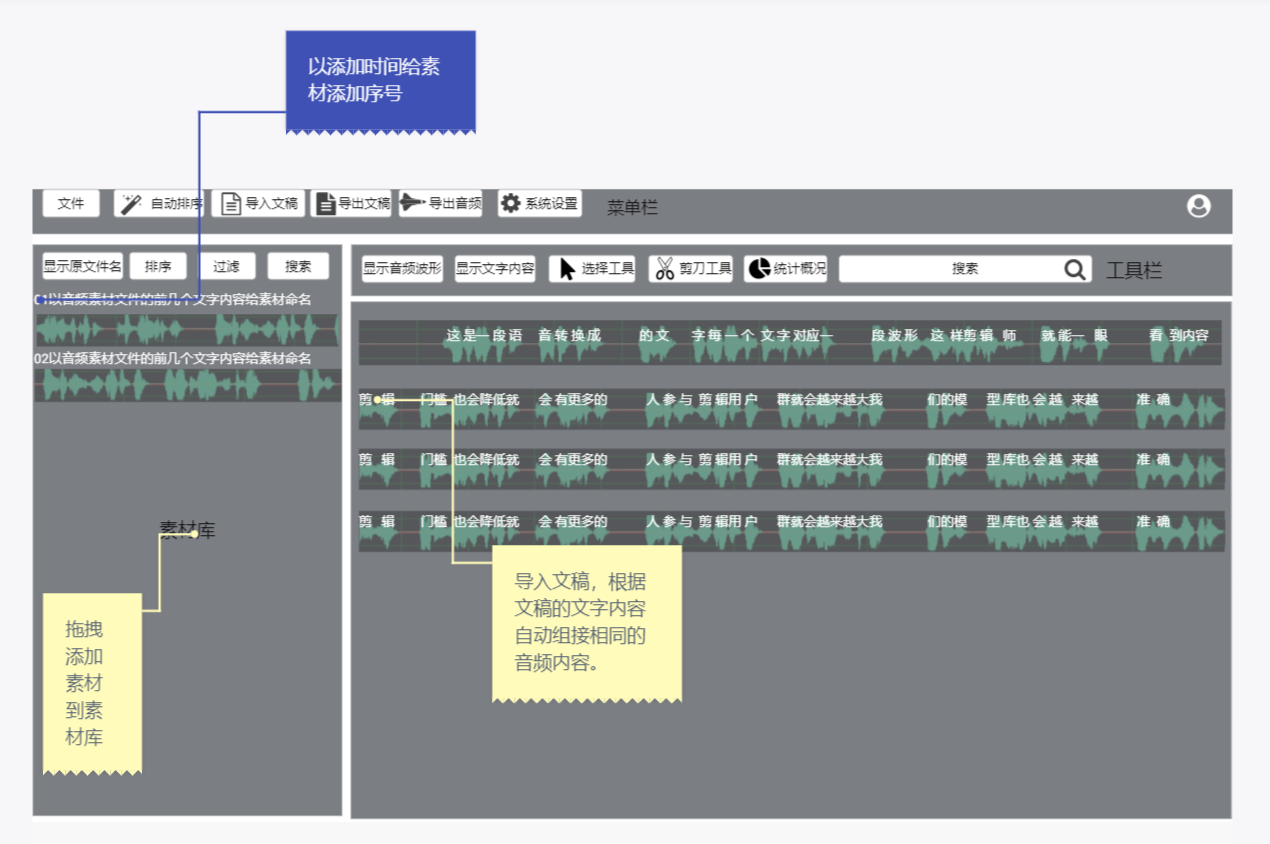 以添加时间给素
材添加序号
文件
自动排序
导入文稿
导出文稿
导出音频
系统设置
菜单栏
显示原文件名
排序
过滤
搜索
显示音频波形
显示文字内容
选择工具
剪刀工具
统计概况
搜索
工具栏
01以音频素材文件的前几个文字内容给素材命名
02以音频素材文件的前几个文字内容给素材命名
素材库
拖拽
添加
素材
到素
材库
这是一段语 音转换成 的文 字每一个 文字对应一 段波形 这 样剪辑 师 就能一 眼 看 到内容
剪 辑 门槛 也会降低就 会有更多的 人参与 剪辑用户 群就会越来越大我 们的模 型库也会越 来越 准 确
剪 辑 门槛 也会降低就 会有更多的 人参与 剪辑用户 群就会越来越大我 们的模 型库也会越 来越 准 确
剪 辑 门槛 也会降低就 会有更多的 人参与 剪辑用户 群就会越来越大我 们的模 型库也会越 来越 准 确
导入文稿，根据
文稿的文字内容
自动组接相同的
音频内容。